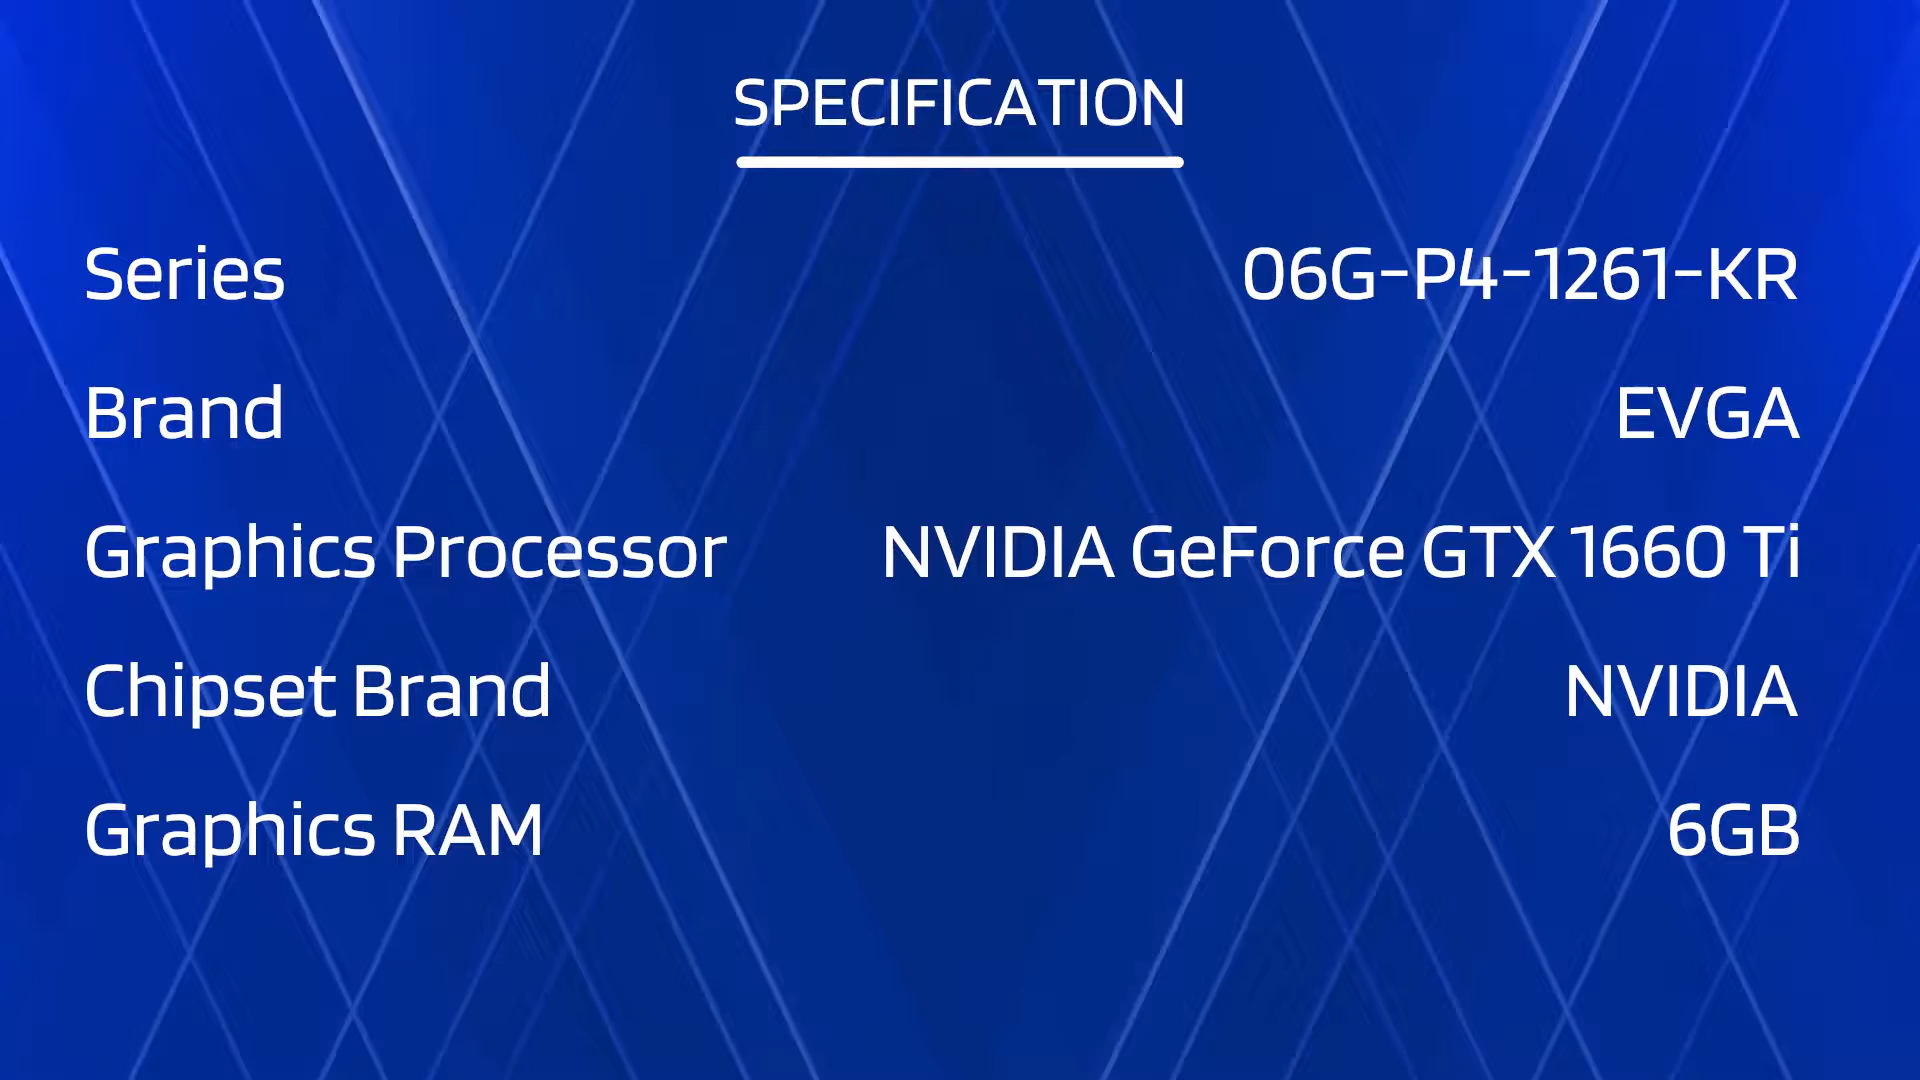 SPECIFICATION
Series 06G-P4-1261-KR
Brand EVGA
Graphics Processor NVIDIA GeForce GTX 1660 Ti
Chipset Brand NVIDIA
Graphics RAM 6GB